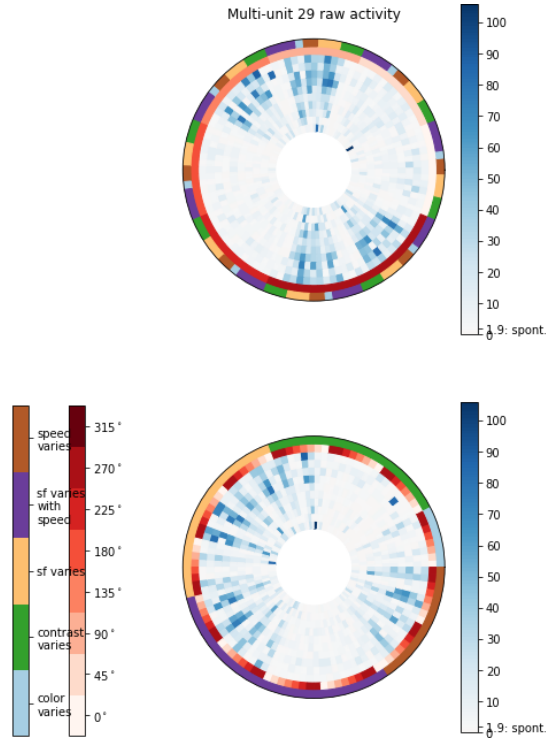 Multi-unit 29 raw activity
100
90
80
70
60
50
40
30
20
10
1.9: spont.
0
speed
varies
sf varies
with
speed
sf varies
contrast
varies
color
varies
315°
270°
225°
180°
135°
90°
45°
0°
100
90
80
70
60
50
40
30
20
10
1.9: spont.
0